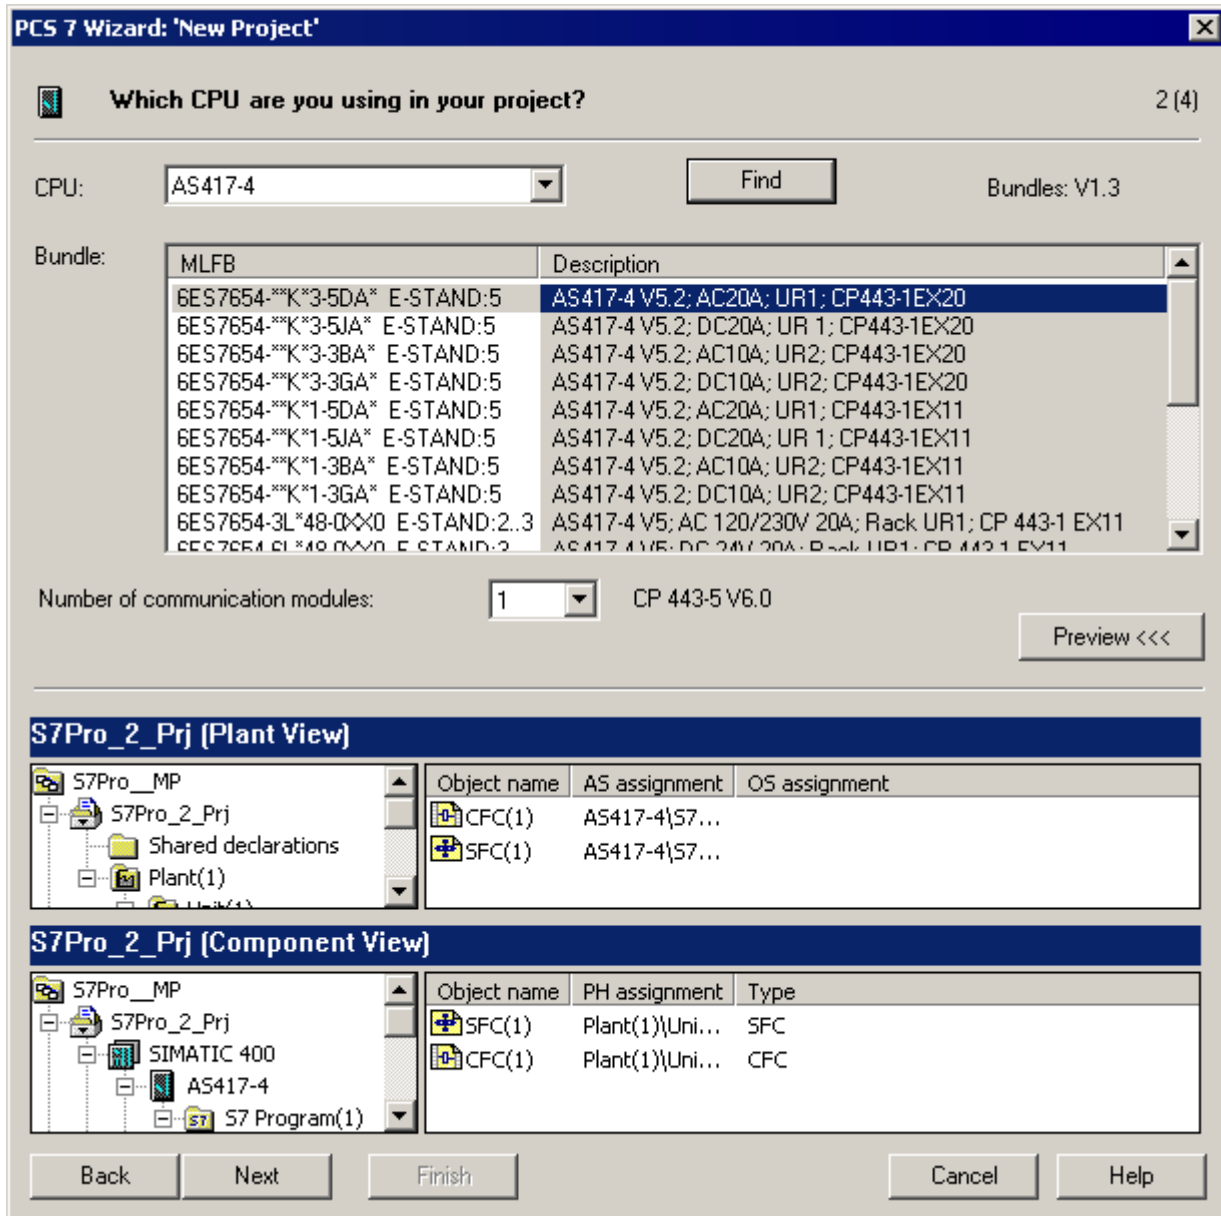 PCS 7 Wizard: 'New Project'
Which CPU are you using in your project? 2 (4)
CPU: AS417-4 Find Bundles: V1.3
Bundle: MLFB Description
6ES7654-**K*3-5DA* E-STAND:5 AS417-4 V5.2; AC20A; UR1; CP443-1EX20
6ES7654-**K*3-5JA* E-STAND:5 AS417-4 V5.2; DC20A; UR 1; CP443-1EX20
6ES7654-**K*3-3BA* E-STAND:5 AS417-4 V5.2; AC10A; UR2; CP443-1EX20
6ES7654-**K*3-3GA* E-STAND:5 AS417-4 V5.2; DC10A; UR2; CP443-1EX20
6ES7654-**K*1-5DA* E-STAND:5 AS417-4 V5.2; AC20A; UR1; CP443-1EX11
6ES7654-**K*1-5JA* E-STAND:5 AS417-4 V5.2; DC20A; UR 1; CP443-1EX11
6ES7654-**K*1-3BA* E-STAND:5 AS417-4 V5.2; AC10A; UR2; CP443-1EX11
6ES7654-**K*1-3GA* E-STAND:5 AS417-4 V5.2; DC10A; UR2; CP443-1EX11
6ES7654-3L*48-0XX0 E-STAND:2..3 AS417-4 V5; AC 120/230V 20A; Rack UR1; CP 443-1 EX11
Number of communication modules: 1 CP 443-5 V6.0
Preview <<<
S7Pro_2_Prj (Plant View)
S7Pro__MP
S7Pro_2_Prj
Shared declarations
Plant(1)
Unit(1)
Object name AS assignment OS assignment
CFC(1) AS417-4\S7...
SFC(1) AS417-4\S7...
S7Pro_2_Prj (Component View)
S7Pro__MP
S7Pro_2_Prj
SIMATIC 400
AS417-4
S7 Program(1)
Object name PH assignment Type
SFC(1) Plant(1)\Uni... SFC
CFC(1) Plant(1)\Uni... CFC
Back Next Finish Cancel Help